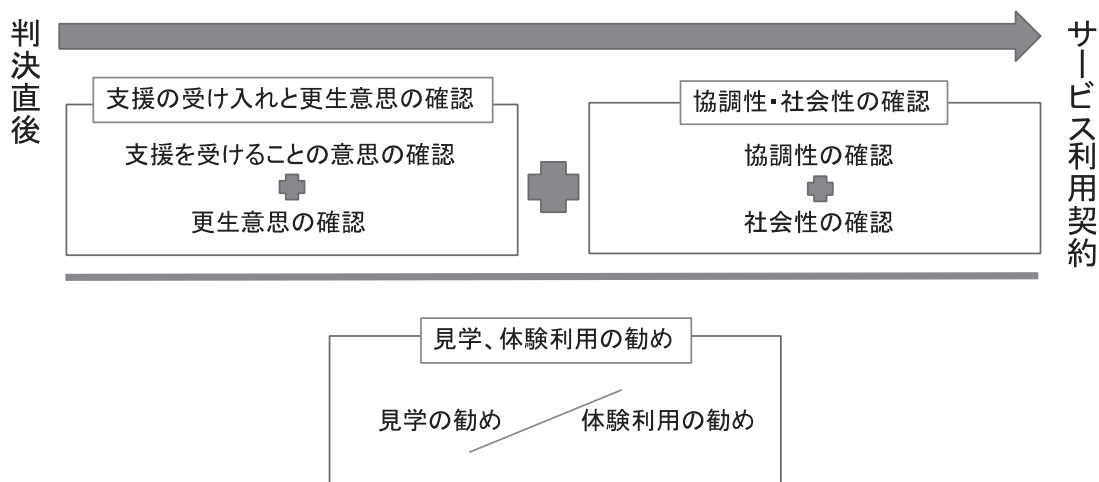 判決直後
サービス利用契約
支援の受け入れと更生意思の確認
支援を受けることの意思の確認
更生意思の確認
協調性・社会性の確認
協調性の確認
社会性の確認
見学、体験利用の勧め
見学の勧め
体験利用の勧め